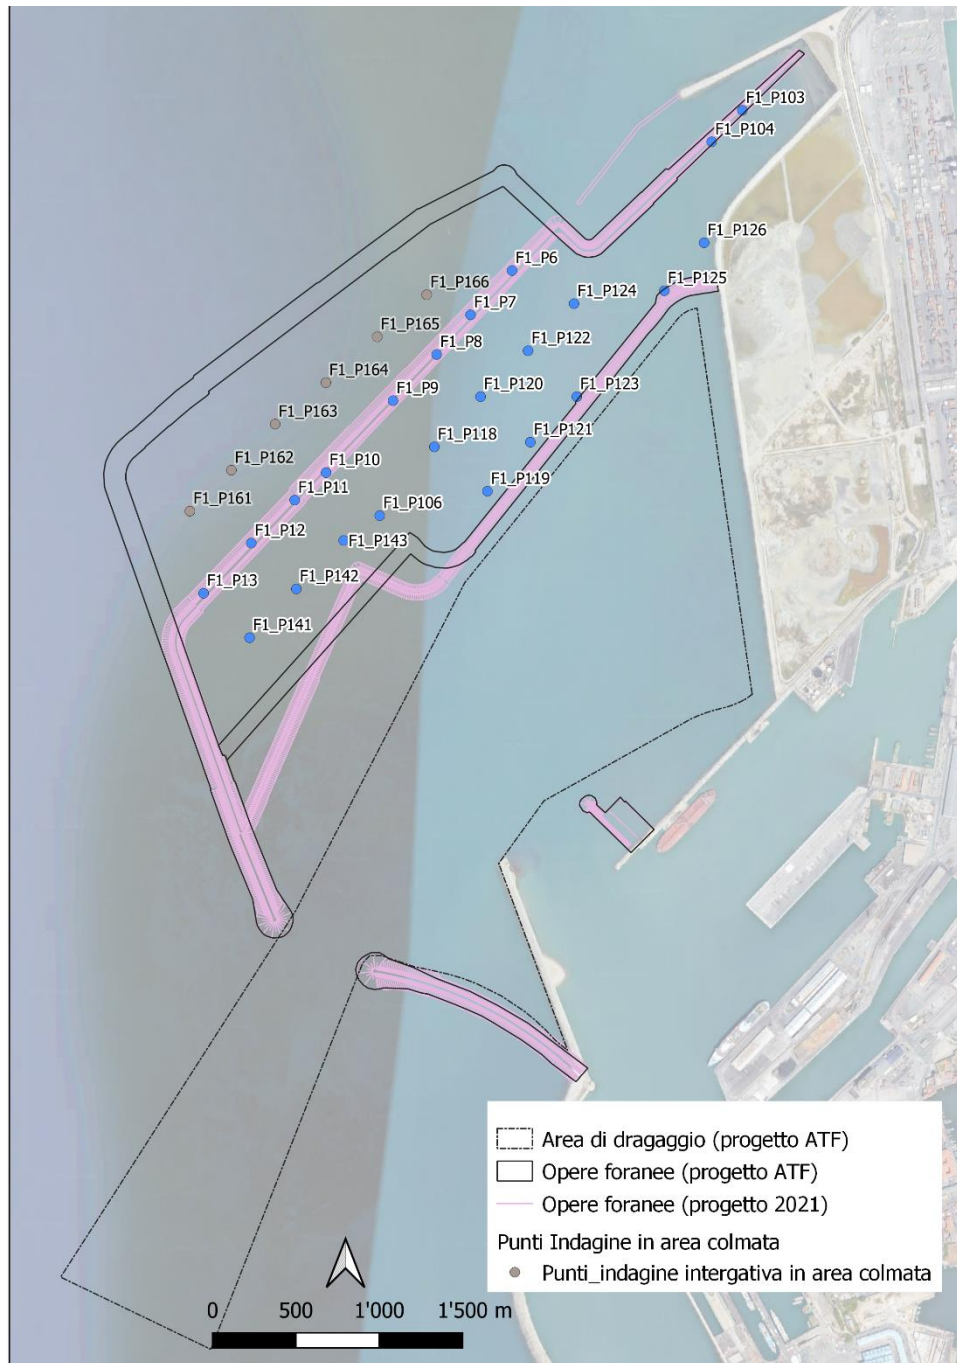 F1_P103
F1_P104
F1_P126
F1_P6
F1_P166
F1_P125
F1_P124
F1_P7
F1_P165
F1_P122
F1_P8
F1_P164
F1_P9
F1_P120
F1_P123
F1_P163
F1_P118
F1_P121
F1_P162
F1_P10
F1_P119
F1_P11
F1_P161
F1_P106
F1_P12
F1_P143
F1_P142
F1_P13
F1_P141
Area di dragaggio (progetto ATF)
Opere foranee (progetto ATF)
Opere foranee (progetto 2021)
Punti Indagine in area colmata
Punti_indagine intergativa in area colmata
0 500 1'000 1'500 m